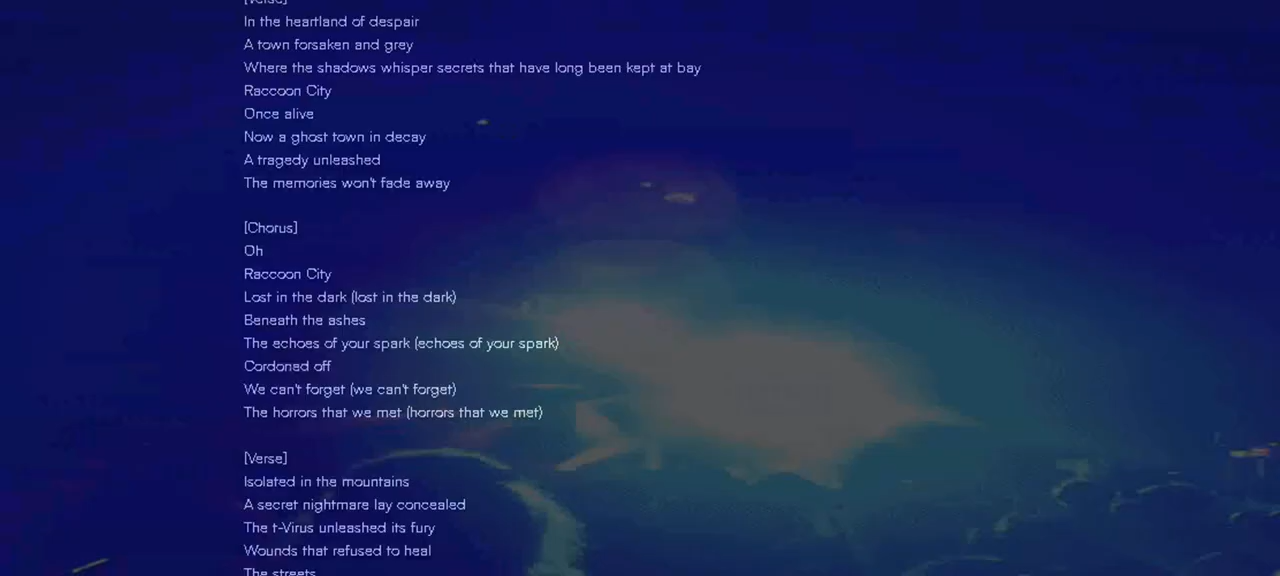 [Verse]
In the heartland of despair
A town forsaken and grey
Where the shadows whisper secrets that have long been kept at bay
Raccoon City
Once alive
Now a ghost town in decay
A tragedy unleashed
The memories won't fade away
[Chorus]
Oh
Raccoon City
Lost in the dark (lost in the dark)
Beneath the ashes
The echoes of your spark (echoes of your spark)
Cordoned off
We can't forget (we can't forget)
The horrors that we met (horrors that we met)
[Verse]
Isolated in the mountains
A secret nightmare lay concealed
The t-Virus unleashed its fury
Wounds that refused to heal
The streets